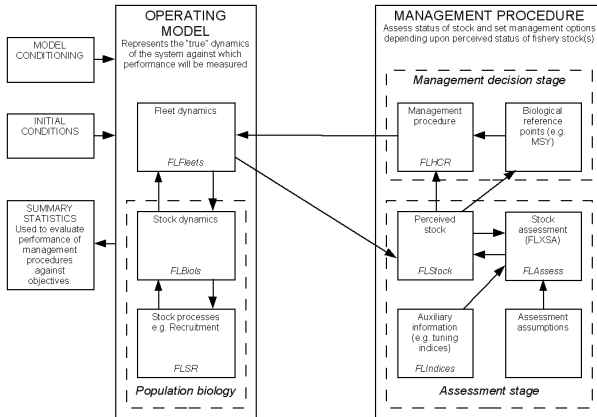 OPERATING
MODEL
Represents the "true" dynamics
of the system against which
performance will be measured
MANAGEMENT PROCEDURE
Assess status of stock and set management options
depending upon perceived status of fishery stock(s)
MODEL
CONDITIONING
INITIAL
CONDITIONS
SUMMARY
STATISTICS
Used to evaluate
performance of
management
procedures
against
objectives.
Fleet dynamics
FLFleets
Stock dynamics
FLBiols
Stock processes
e.g. Recruitment
FLSR
Population biology
Management decision stage
Management
procedure
FLHCR
Biological
reference
points (e.g.
MSY)
Perceived
stock
FLStock
Stock
assessment
(FLXSA)
FLAssess
Auxiliary
information
(e.g. tuning
indices)
FLIndices
Assessment
assumptions
Assessment stage